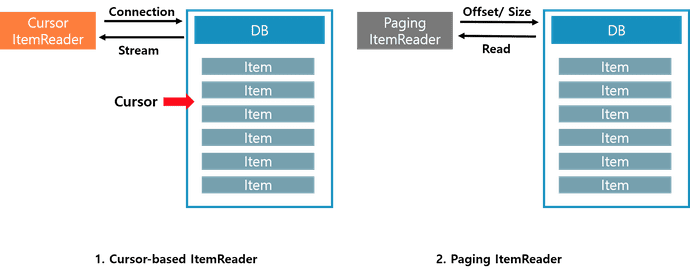 Cursor
ItemReader
Connection
Stream
DB
Item
Item
Cursor
Item
Item
Item
Item
1. Cursor-based ItemReader
Paging
ItemReader
Offset/ Size
Read
DB
Item
Item
Item
Item
Item
Item
2. Paging ItemReader